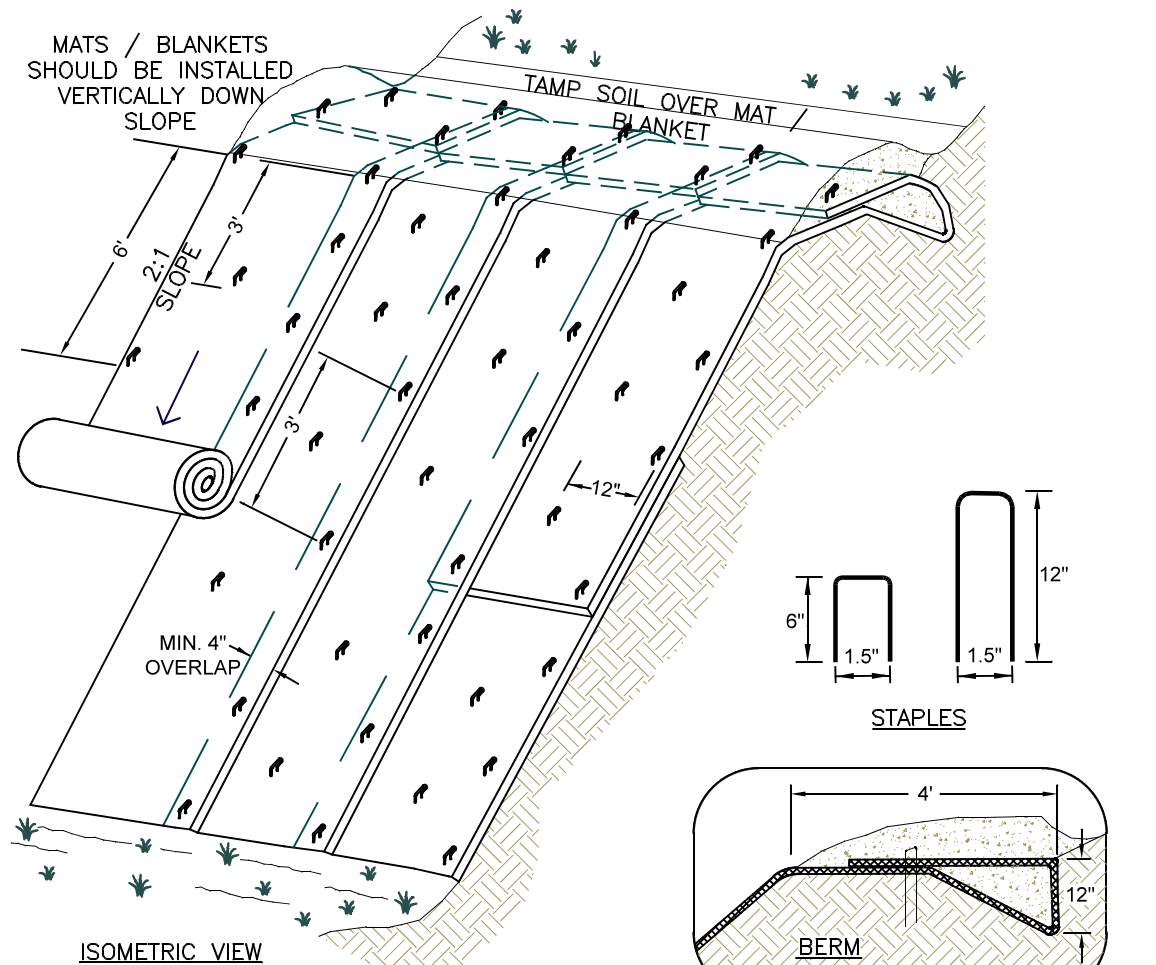 MATS / BLANKETS
SHOULD BE INSTALLED
VERTICALLY DOWN
SLOPE
TAMP SOIL OVER MAT /
BLANKET
6'
3'
2:1
SLOPE
3'
12"
MIN. 4"
OVERLAP
ISOMETRIC VIEW
6"
1.5"
12"
1.5"
STAPLES
4'
12"
BERM